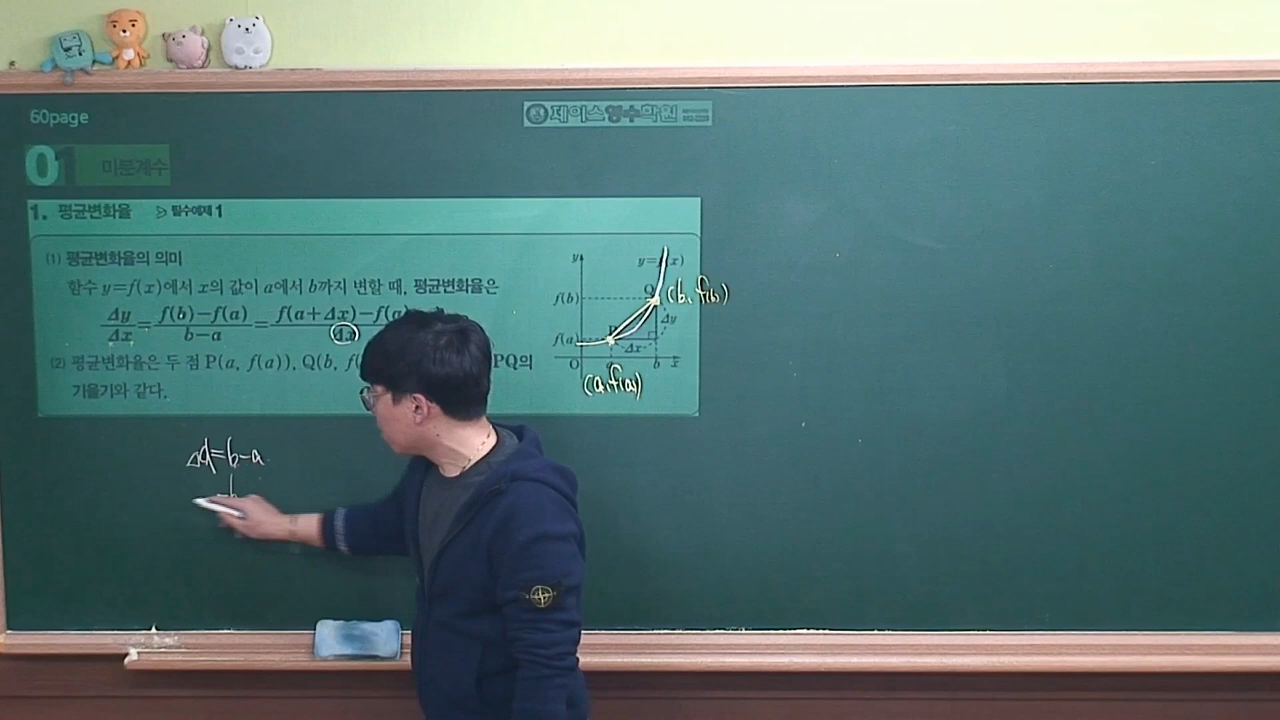 60page
제이스영수학원
01 미분계수
1. 평균변화율 ≫ 필수예제 1
(1) 평균변화율의 의미
함수 y=f(x)에서 x의 값이 a에서 b까지 변할 때, 평균변화율은
Δy/Δx = f(b)−f(a)/b−a = f(a+Δx)−f(a)/Δx
(2) 평균변화율은 두 점 P(a, f(a)), Q(b, f PQ의
기울기와 같다.
y y=f(x)
f(b) Q (b, f(b))
Δy
f(a) P
Δx
O a b x
(a, f(a))
Δx=b-a